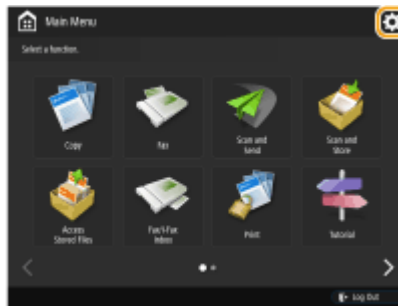 Main Menu
Select a function.
Copy
Fax
Scan and
Send
Scan and
Store
Access
Stored Files
Fax/I-Fax
Inbox
Print
Tutorial
Log Out